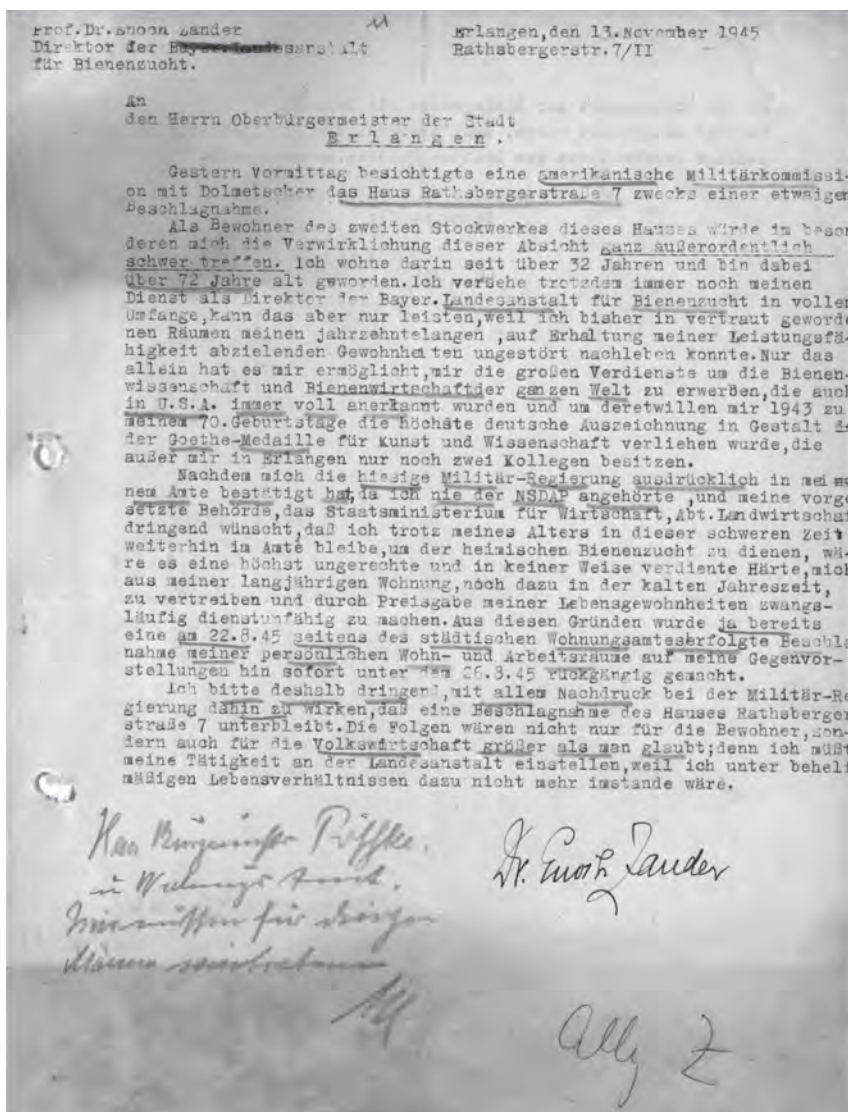 Prof.Dr.Enoch Zander
Direktor der Bayer.Landesanstalt
für Bienenzucht.
Erlangen,den 13.November 1945
Rathsbergerstr.7/II
An
den Herrn Oberbürgermeister der Stadt
Erlangen.
Gestern Vormittag besichtigte eine amerikanische Militärkommissi-
on mit Dolmetscher das Haus Rathsbergerstraße 7 zwecks einer etwaigen
Beschlagnahme.
Als Bewohner des zweiten Stockwerkes dieses Hauses würde im beson
deren mich die Verwirklichung dieser Absicht ganz außerordentlich
schwer treffen. Ich wohne darin seit über 32 Jahren und bin dabei
über 72 Jahre alt geworden.Ich versehe trotzdem immer noch meinen
Dienst als Direktor der Bayer.Landesanstalt für Bienenzucht in vollem
Umfange,kann das aber nur leisten,weil ich bisher in vertraut geworde
nen Räumen meinen jahrzehntelangen ,auf Erhaltung meiner Leistungsfä-
higkeit abzielenden Gewohnheiten ungestört nachleben konnte.Nur das
allein hat es mir ermöglicht,mir die großen Verdienste um die Bienen-
wissenschaft und Bienenwirtschaftder ganzen Welt zu erwerben,die auch
in U.S.A. immer voll anerkannt wurden und um deretwillen mir 1943 zu
meinem 70.Geburtstage die höchste deutsche Auszeichnung in Gestalt
der Goethe-Medaille für Kunst und Wissenschaft verliehen wurde,die
außer mir in Erlangen nur noch zwei Kollegen besitzen.
Nachdem mich die hiesige Militär-Regierung ausdrücklich in mei
nem Amte bestätigt hat,da ich nie der NSDAP angehörte ,und meine vorge
setzte Behörde,das Staatsministerium für Wirtschaft,Abt.Landwirtschaf
dringend wünscht,daß ich trotz meines Alters in dieser schweren Zeit
weiterhin im Amte bleibe,um der heimischen Bienenzucht zu dienen, wä-
re es eine höchst ungerechte und in keiner Weise verdiente Härte,mich
aus meiner langjährigen Wohnung,noch dazu in der kalten Jahreszeit,
zu vertreiben und durch Preisgabe meiner Lebensgewohnheiten zwangs-
läufig dienstunfähig zu machen.Aus diesen Gründen wurde ja bereits
eine am 22.8.45 seitens des städtischen Wohnungsamteserfolgte Beschla
nahme meiner persönlichen Wohn- und Arbeitsräume auf meine Gegenvor-
stellungen hin sofort unter dem 26.8.45 rückgängig gemacht.
Ich bitte deshalb dringend,mit allem Nachdruck bei der Militär-Re
gierung dahin zu wirken,daß eine Beschlagnahme des Hauses Rathsberger
straße 7 unterbleibt.Die Folgen wären nicht nur für die Bewohner,son-
dern auch für die Volkswirtschaft größer als man glaubt;denn ich müßt
meine Tätigkeit an der Landesanstalt einstellen,weil ich unter behelf
mäßigen Lebensverhältnissen dazu nicht mehr imstande wäre.
Dr. Enoch Zander
Herr Bürgermeister Pöschke.
Wir müssen für diesen
Mann eintreten